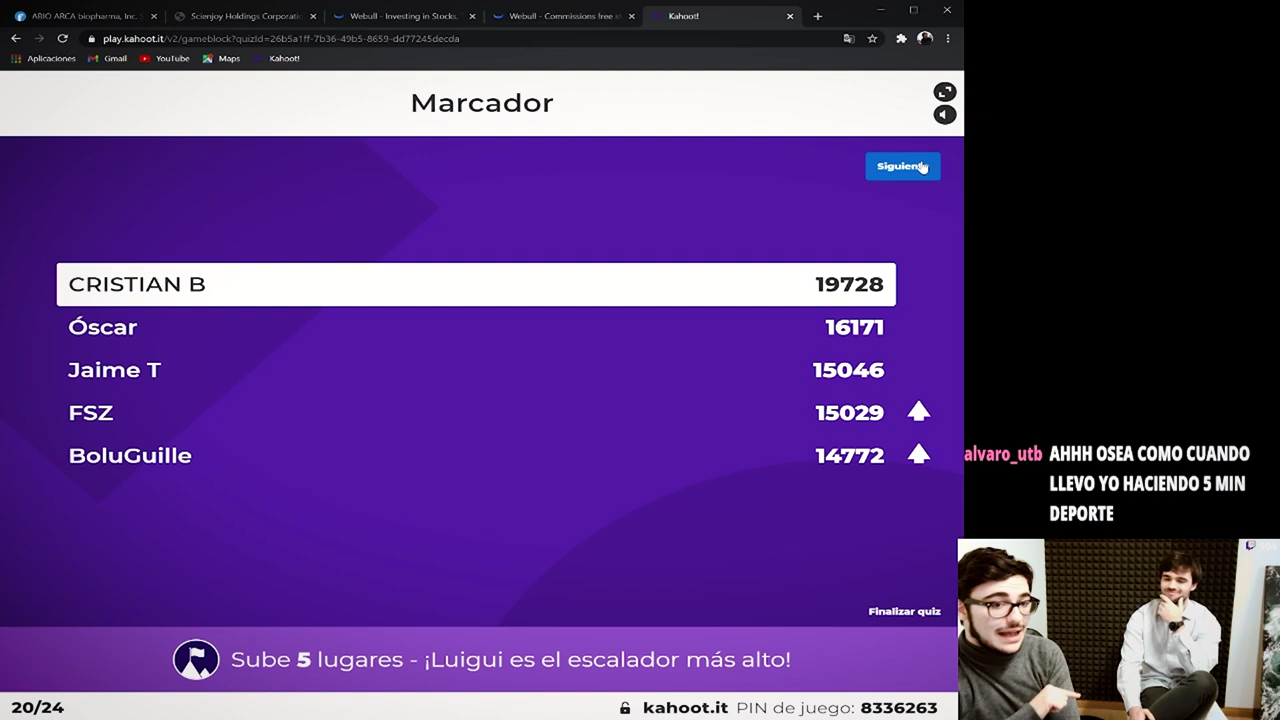 ABIO ARCA biopharma, Inc. S
Scienjoy Holdings Corporatio
Webull - Investing in Stocks,
Webull - Commissions free st
Kahoot!
play.kahoot.it/v2/gameblock?quizId=26b5a1ff-7b36-49b5-8659-dd77245decda
Aplicaciones
Gmail
YouTube
Maps
Kahoot!
Marcador
Siguiente
CRISTIAN B 19728
Óscar 16171
Jaime T 15046
FSZ 15029
BoluGuille 14772
alvaro_utb AHHH OSEA COMO CUANDO
LLEVO YO HACIENDO 5 MIN
DEPORTE
Finalizar quiz
Sube 5 lugares - ¡Luigui es el escalador más alto!
20/24
kahoot.it PIN de juego: 8336263